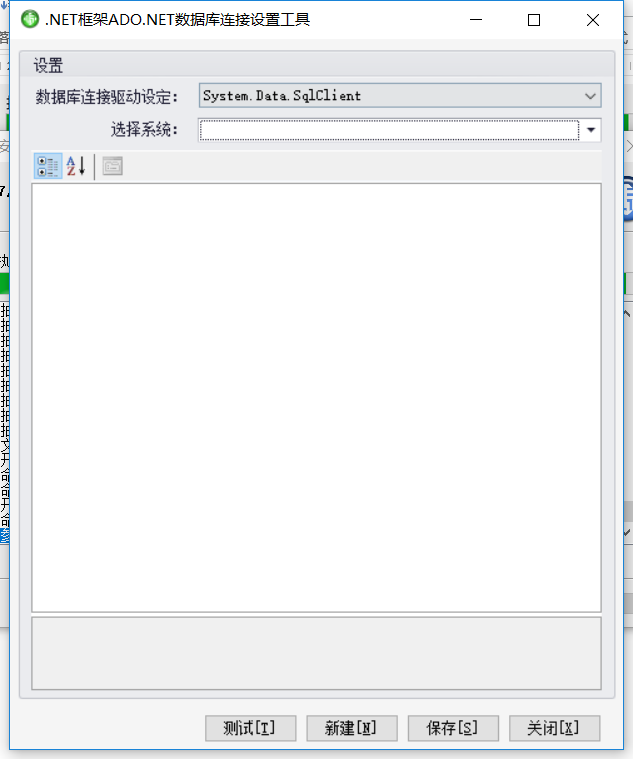 .NET框架ADO.NET数据库连接设置工具
设置
数据库连接驱动设定: System.Data.SqlClient
选择系统:
测试[T] 新建[N] 保存[S] 关闭[X]